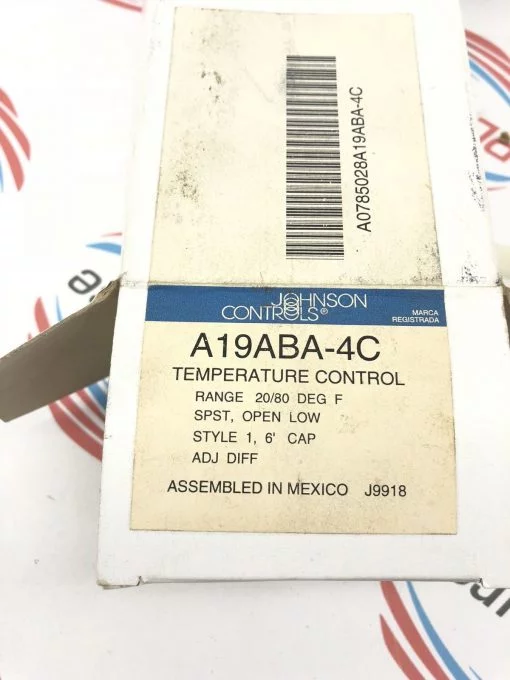 A0785028A19ABA-4C
JOHNSON
CONTROLS®
MARCA
REGISTRADA
A19ABA-4C
TEMPERATURE CONTROL
RANGE 20/80 DEG F
SPST, OPEN LOW
STYLE 1, 6' CAP
ADJ DIFF
ASSEMBLED IN MEXICO J9918